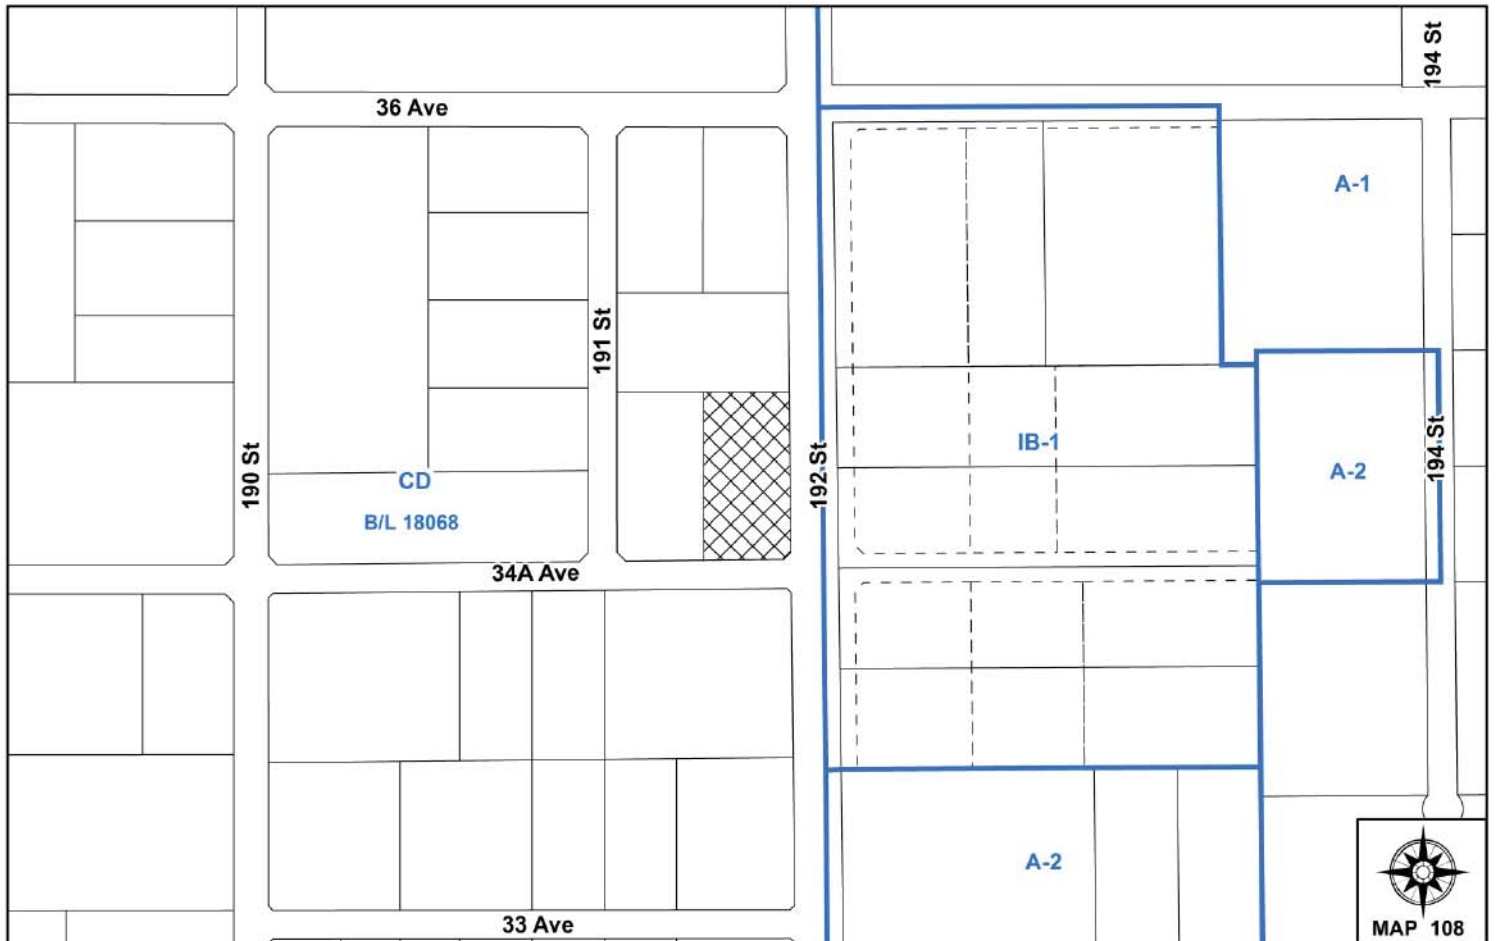 194 St
36 Ave
A-1
191 St
190 St
192 St
IB-1
194 St
A-2
CD
B/L 18068
34A Ave
A-2
33 Ave
MAP 108